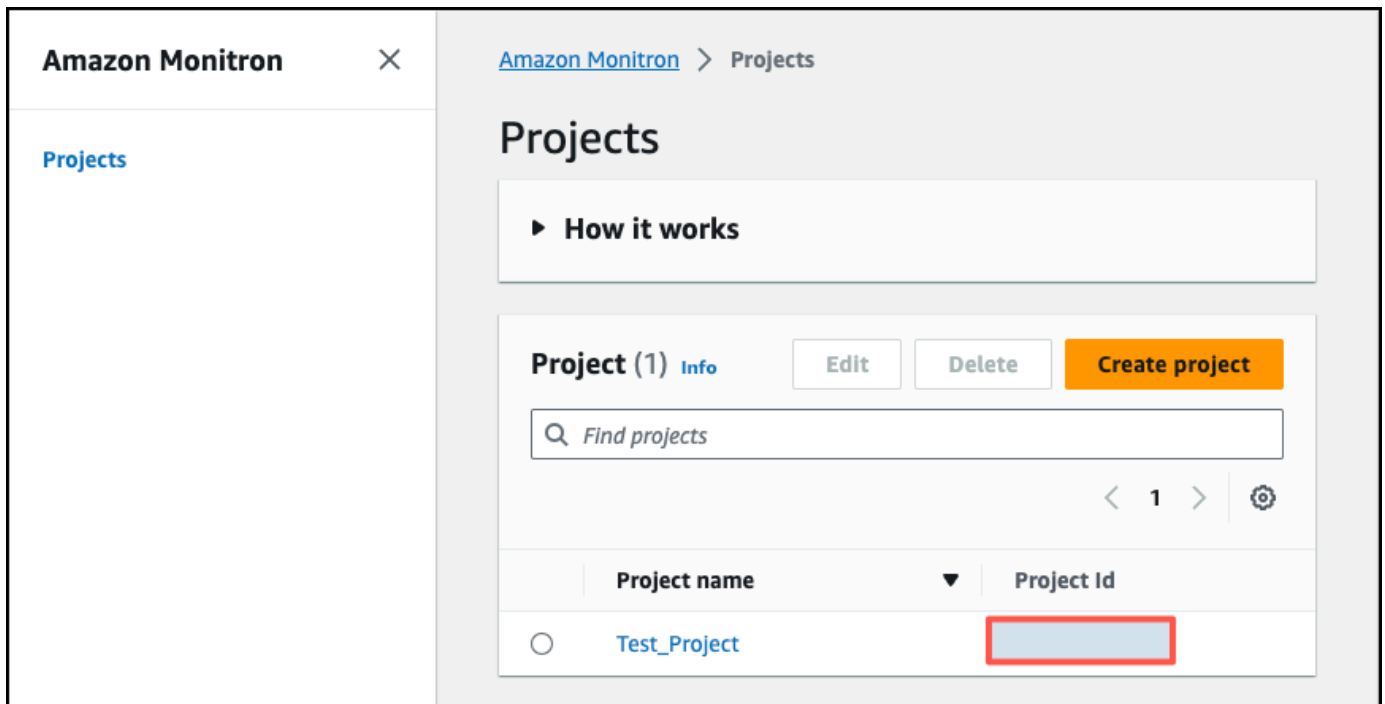 Amazon Monitron
Projects
Amazon Monitron > Projects
Projects
How it works
Project (1) Info Edit Delete Create project
Find projects
1
Project name Project Id
Test_Project